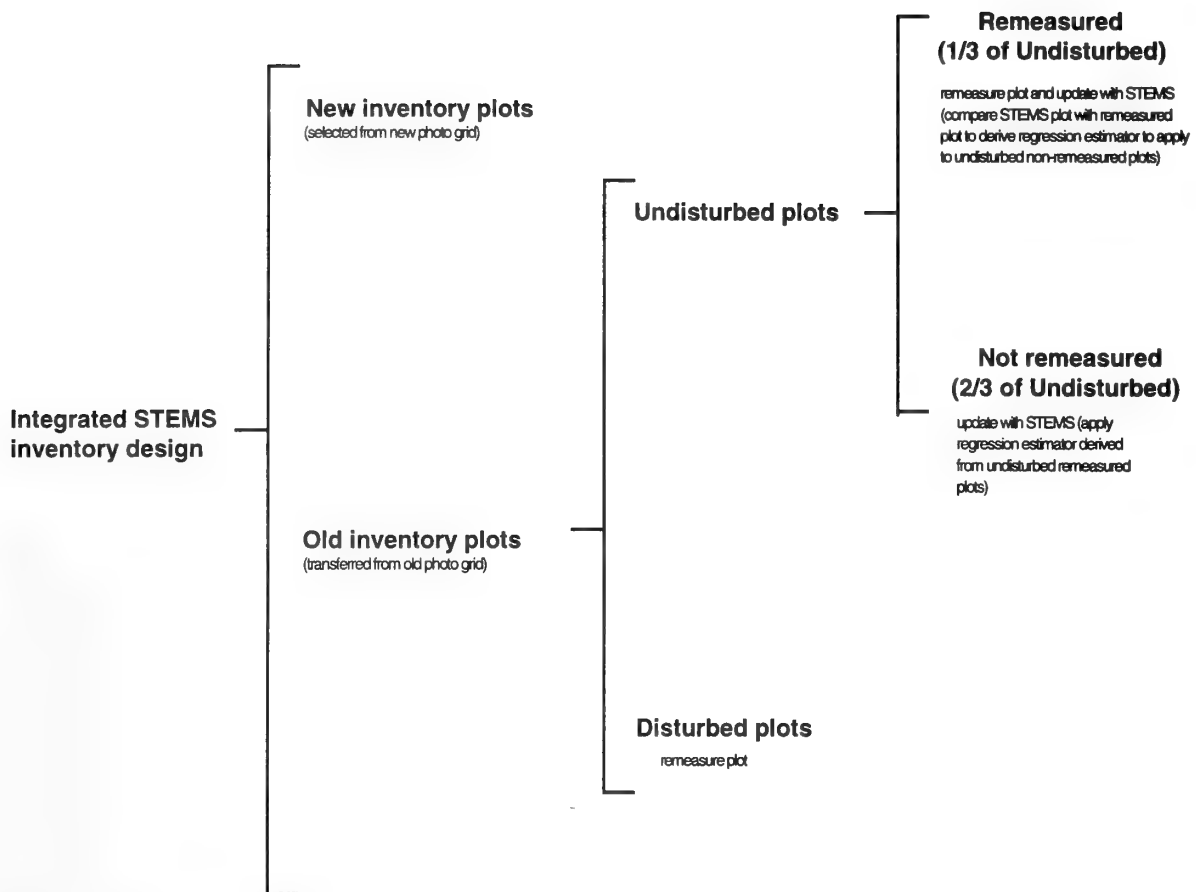 Integrated STEMS
inventory design
New inventory plots
(selected from new photo grid)
Old inventory plots
(transferred from old photo grid)
Undisturbed plots
Disturbed plots
remeasure plot
Remeasured
(1/3 of Undisturbed)
remeasure plot and update with STEMS
(compare STEMS plot with remeasured
plot to derive regression estimator to apply
to undisturbed non-remeasured plots)
Not remeasured
(2/3 of Undisturbed)
update with STEMS (apply
regression estimator derived
from undisturbed remeasured
plots)